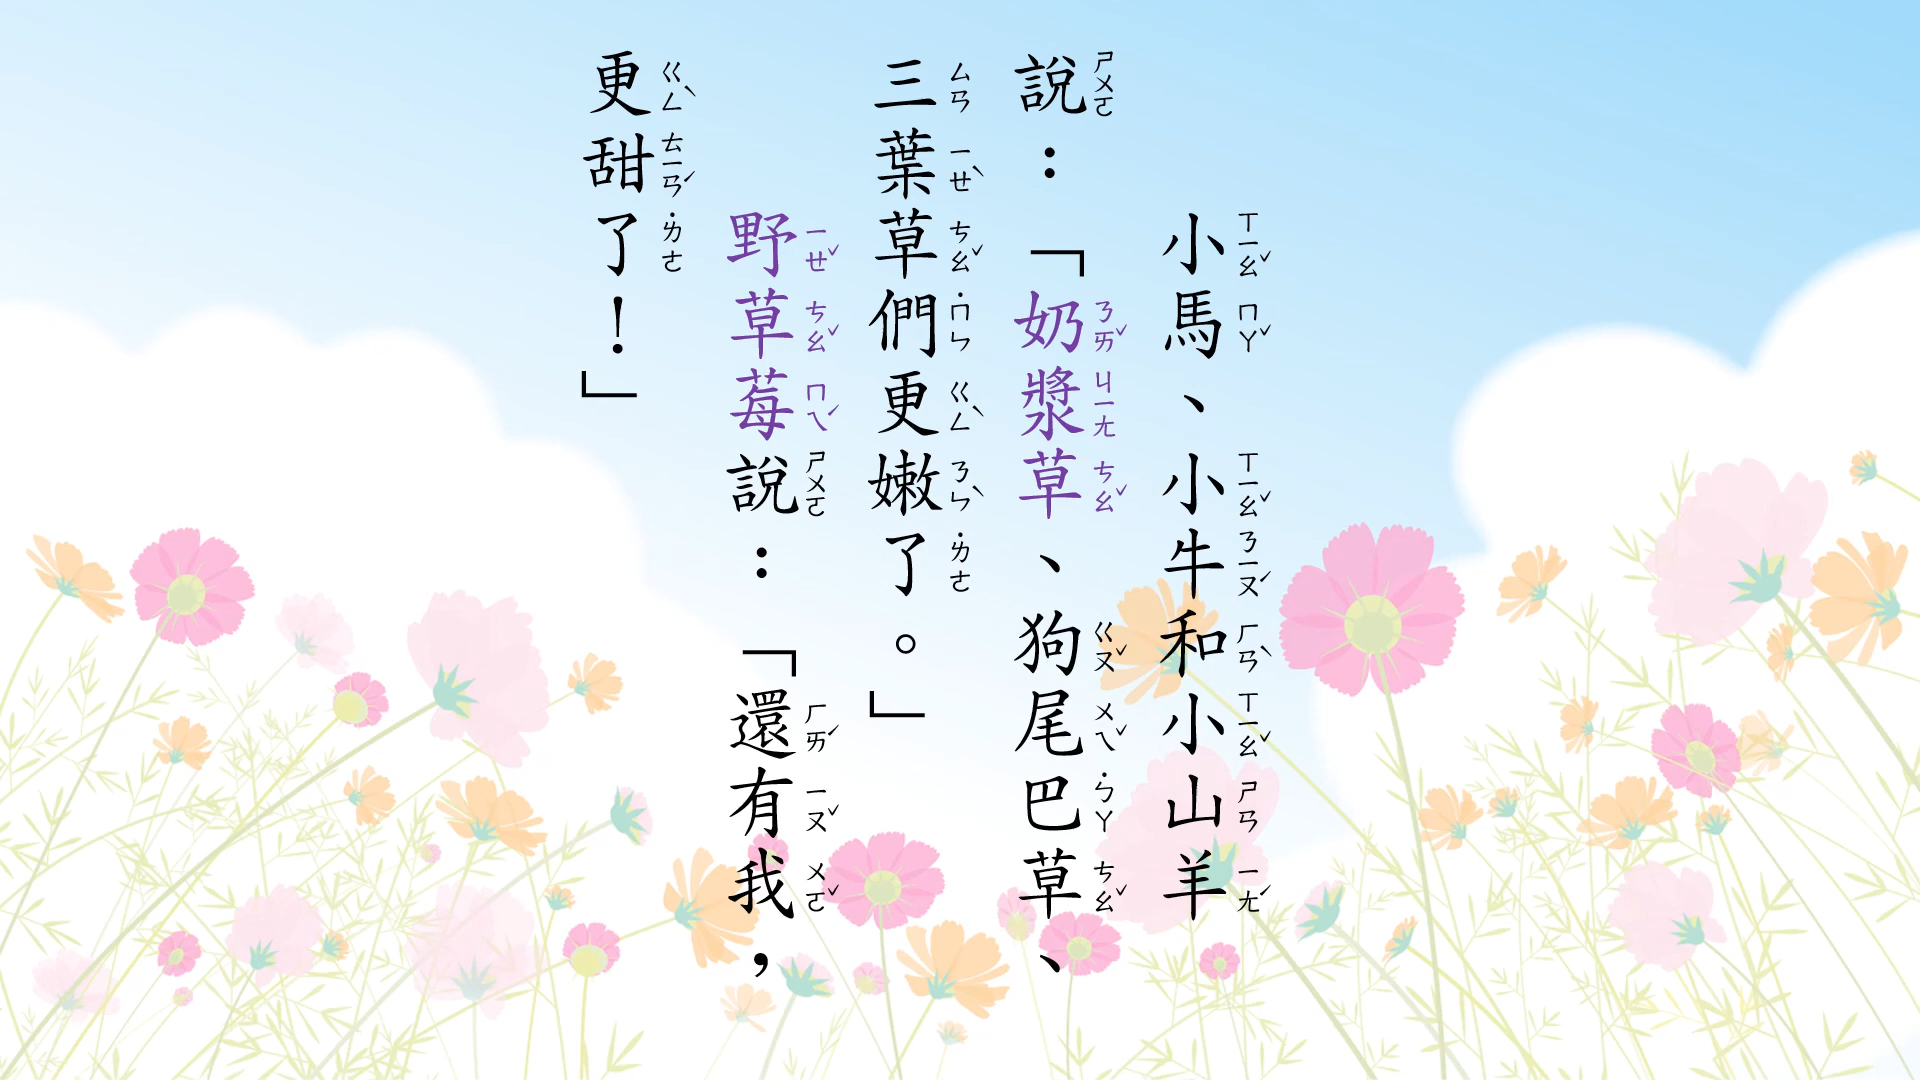 小馬、小牛和小山羊
說：「奶漿草、狗尾巴草、
三葉草們更嫩了。」
野草莓說：「還有我，
更甜了！」